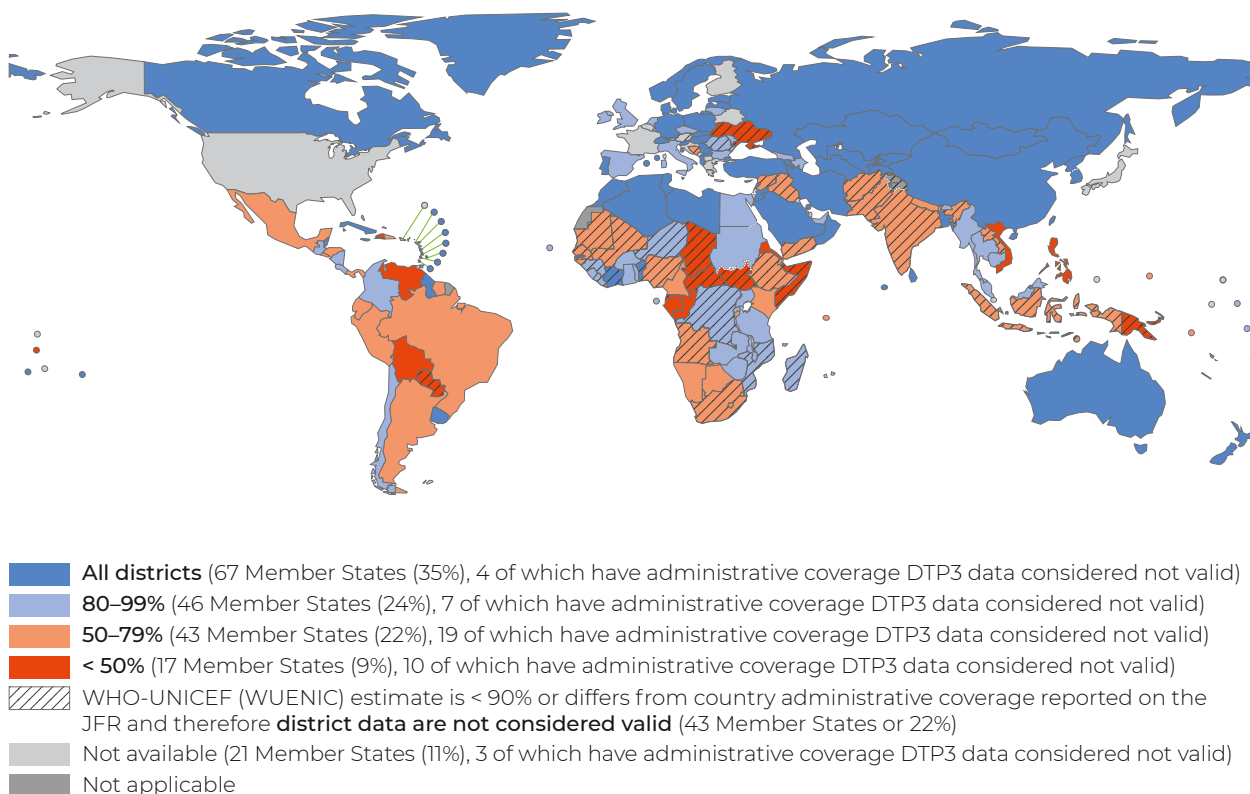 All districts (67 Member States (35%), 4 of which have administrative coverage DTP3 data considered not valid)
80–99% (46 Member States (24%), 7 of which have administrative coverage DTP3 data considered not valid)
50–79% (43 Member States (22%), 19 of which have administrative coverage DTP3 data considered not valid)
< 50% (17 Member States (9%), 10 of which have administrative coverage DTP3 data considered not valid)
WHO-UNICEF (WUENIC) estimate is < 90% or differs from country administrative coverage reported on the
JFR and therefore district data are not considered valid (43 Member States or 22%)
Not available (21 Member States (11%), 3 of which have administrative coverage DTP3 data considered not valid)
Not applicable